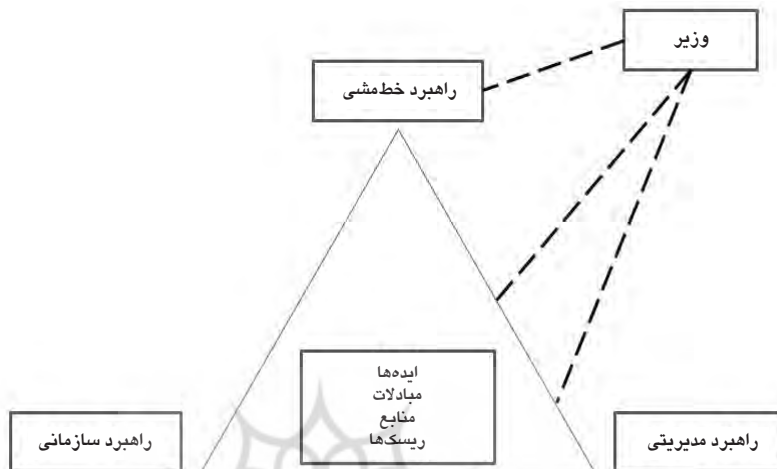 وزیر
راهبرد خط‌مشی
ایده‌ها
مبادلات
منابع
ریسک‌ها
راهبرد مدیریتی
راهبرد سازمانی